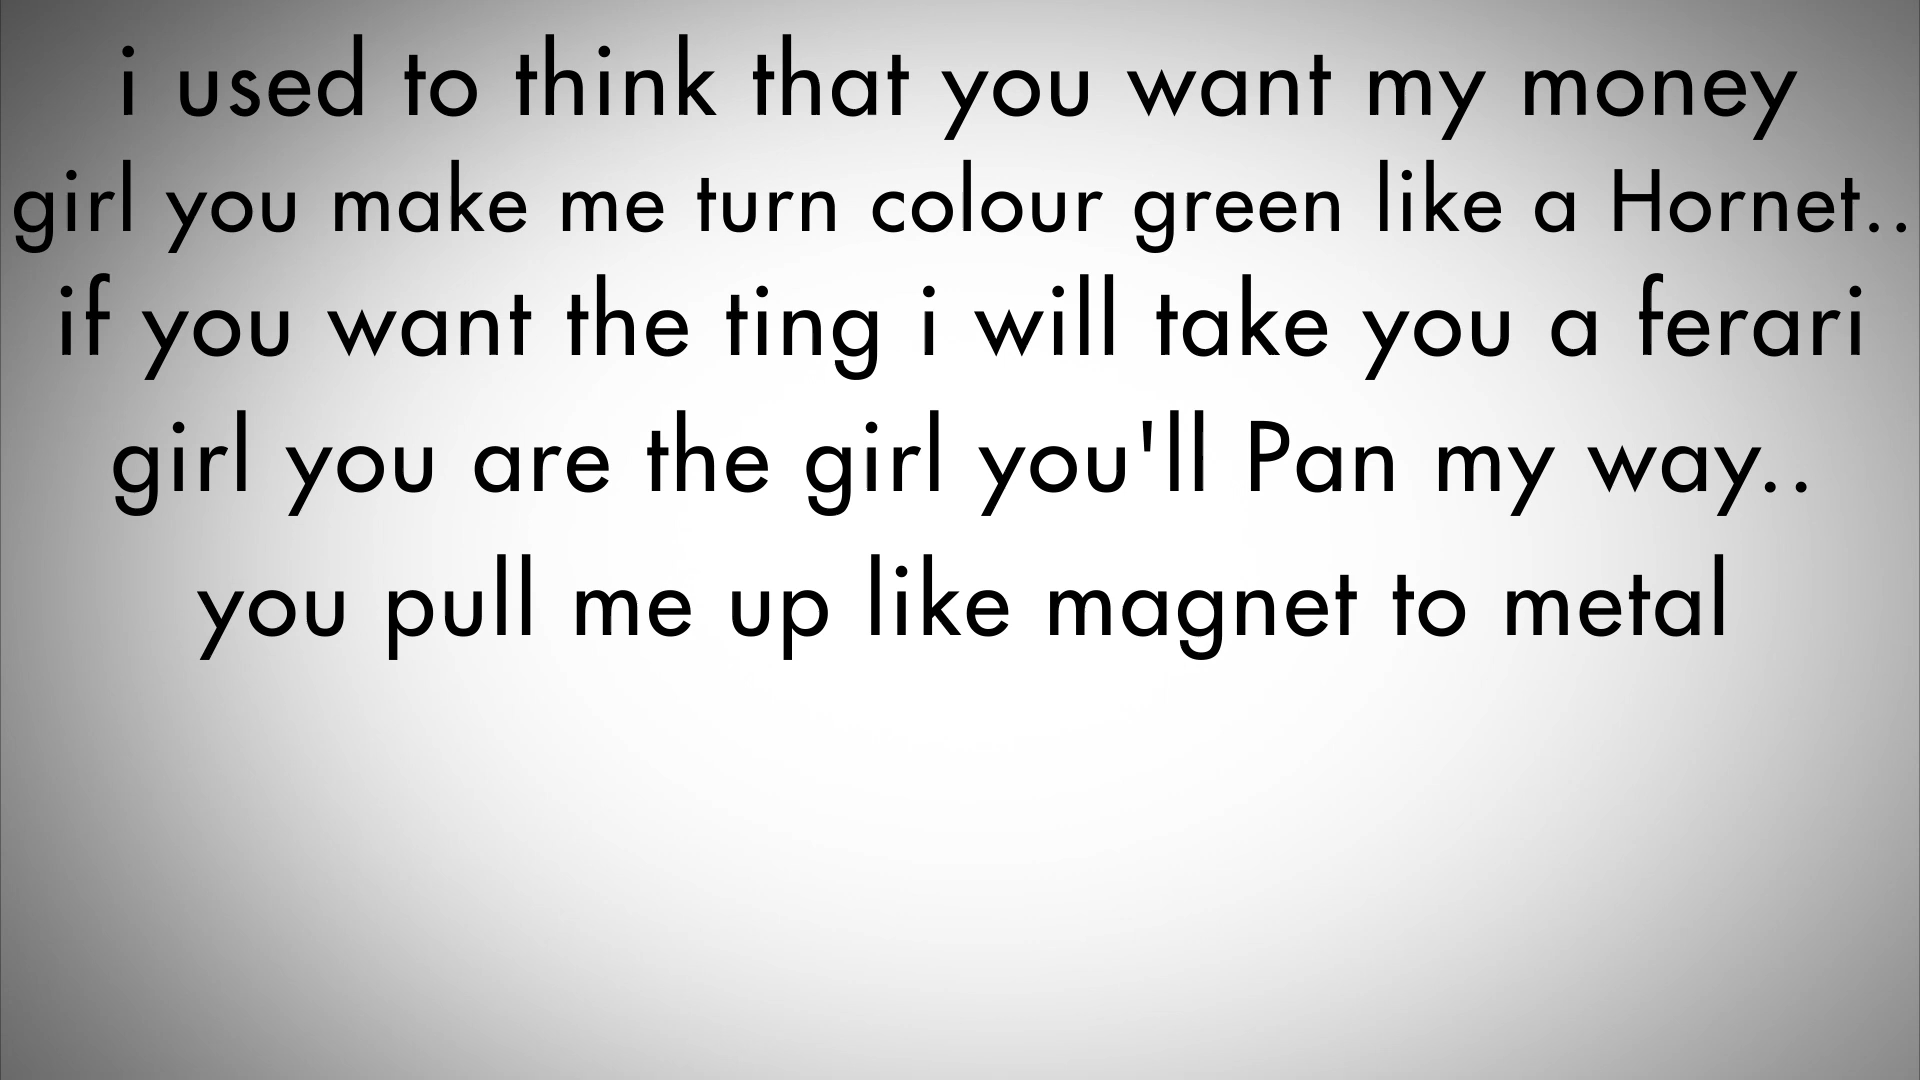 i used to think that you want my money
girl you make me turn colour green like a Hornet..
if you want the ting i will take you a ferari
girl you are the girl you'll Pan my way..
you pull me up like magnet to metal